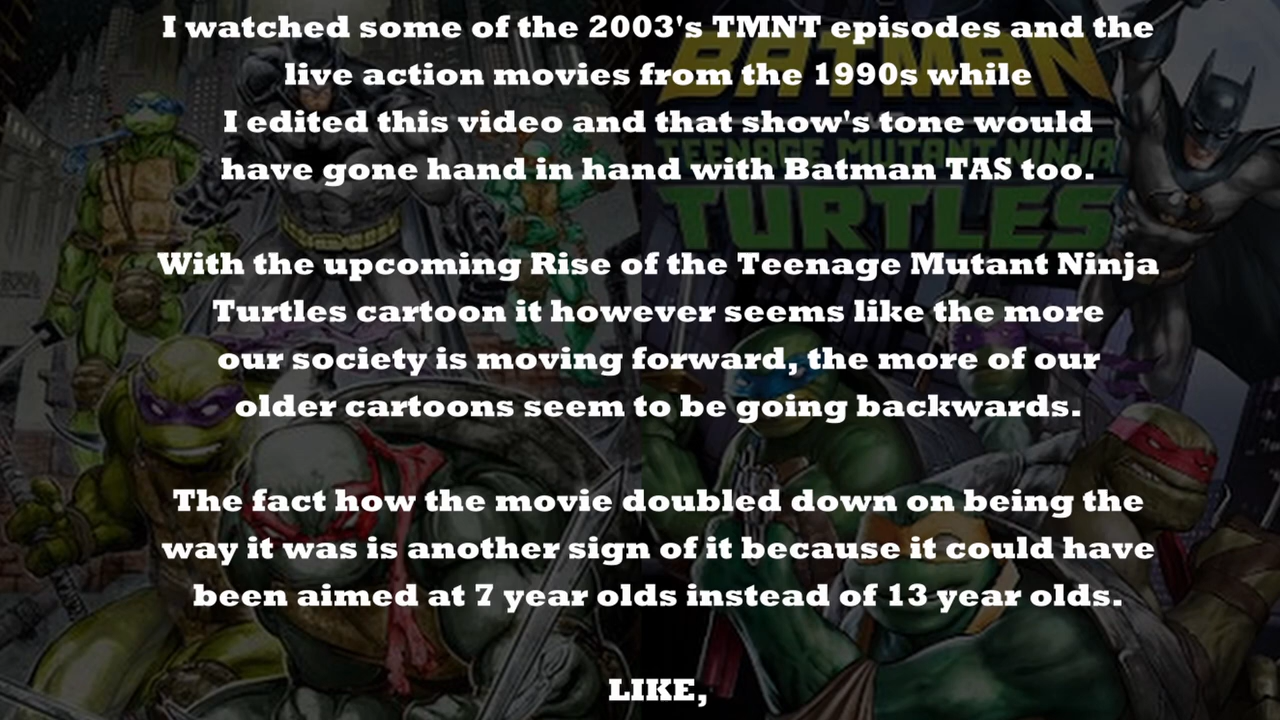 I watched some of the 2003's TMNT episodes and the
live action movies from the 1990s while
I edited this video and that show's tone would
have gone hand in hand with Batman TAS too.
With the upcoming Rise of the Teenage Mutant Ninja
Turtles cartoon it however seems like the more
our society is moving forward, the more of our
older cartoons seem to be going backwards.
The fact how the movie doubled down on being the
way it was is another sign of it because it could have
been aimed at 7 year olds instead of 13 year olds.
LIKE,
BATMAN
TEENAGE MUTANT NINJA
TURTLES